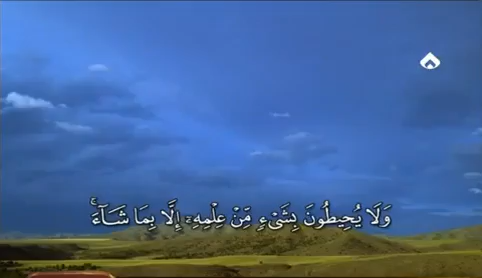 وَلَا يُحِيطُونَ بِشَىْءٍ مِّنْ عِلْمِهِۦٓ إِلَّا بِمَا شَآءَ ۚ